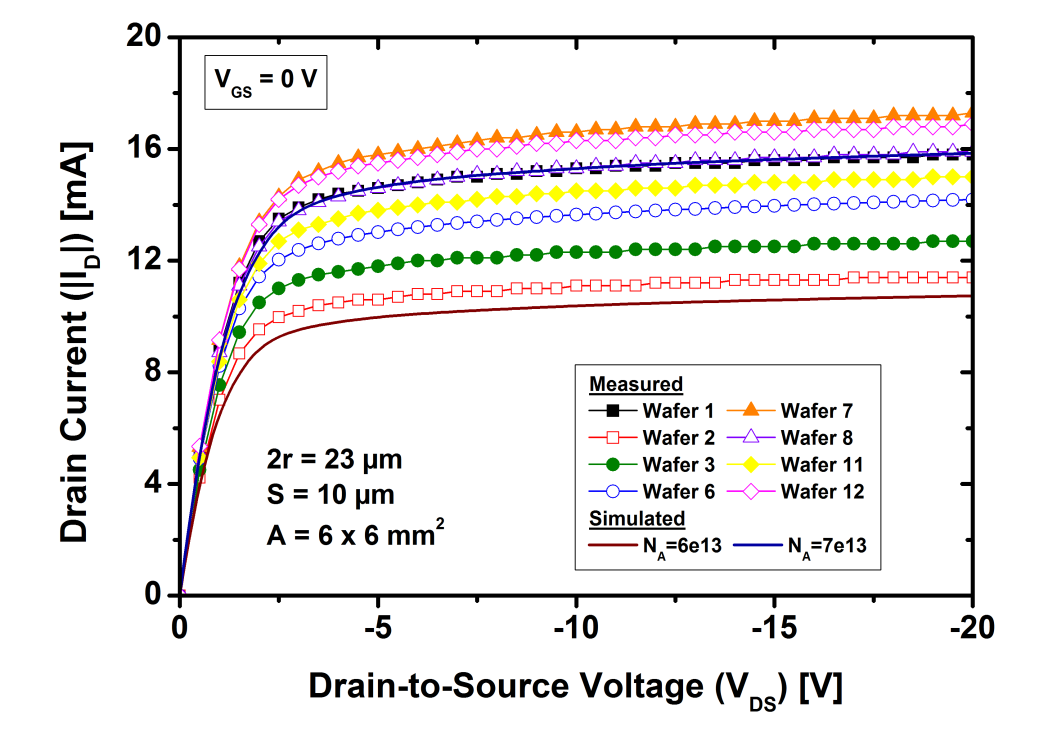 20
16
12
8
4
0
Drain Current (|I_D|) [mA]
V_GS = 0 V
2r = 23 µm
S = 10 µm
A = 6 x 6 mm²
Measured
Wafer 1 Wafer 7
Wafer 2 Wafer 8
Wafer 3 Wafer 11
Wafer 6 Wafer 12
Simulated
N_A=6e13 N_A=7e13
0 -5 -10 -15 -20
Drain-to-Source Voltage (V_DS) [V]